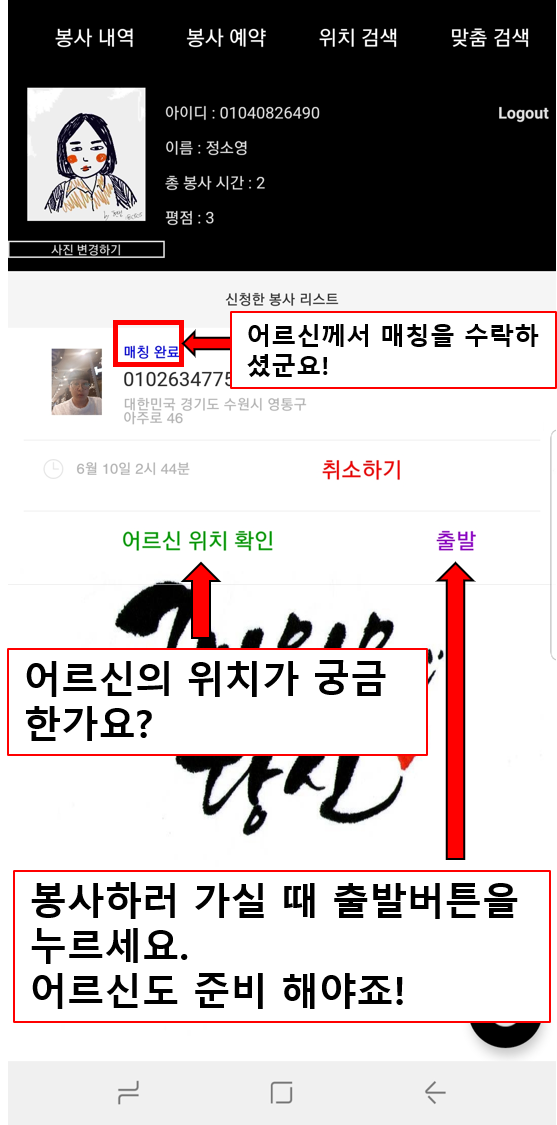 봉사 내역 봉사 예약 위치 검색 맞춤 검색
아이디 : 01040826490 Logout
이름 : 정소영
총 봉사 시간 : 2
평점 : 3
사진 변경하기
신청한 봉사 리스트
매칭 완료
어르신께서 매칭을 수락하
셨군요!
0102634775
대한민국 경기도 수원시 영통구
아주로 46
6월 10일 2시 44분 취소하기
어르신 위치 확인 출발
어르신의 위치가 궁금
한가요?
당신
봉사하러 가실 때 출발버튼을
누르세요.
어르신도 준비 해야죠!